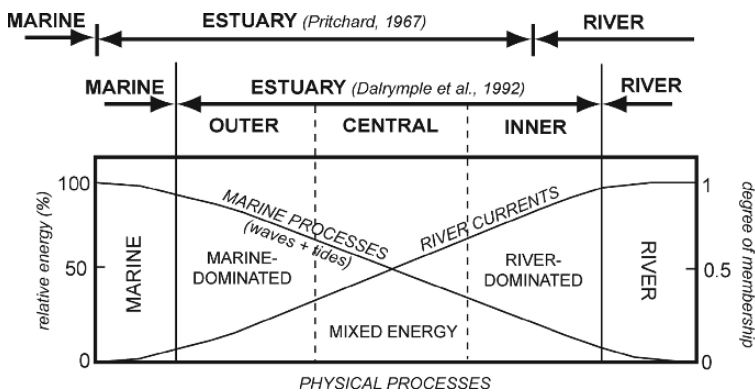 MARINE ESTUARY (Pritchard, 1967) RIVER
MARINE ESTUARY (Dalrymple et al., 1992) RIVER
OUTER CENTRAL INNER
relative energy (%)
100
50
0
MARINE
MARINE PROCESSES
(waves + tides)
MARINE-
DOMINATED
MIXED ENERGY
RIVER CURRENTS
RIVER-
DOMINATED
RIVER
1
0.5
0
degree of membership
PHYSICAL PROCESSES